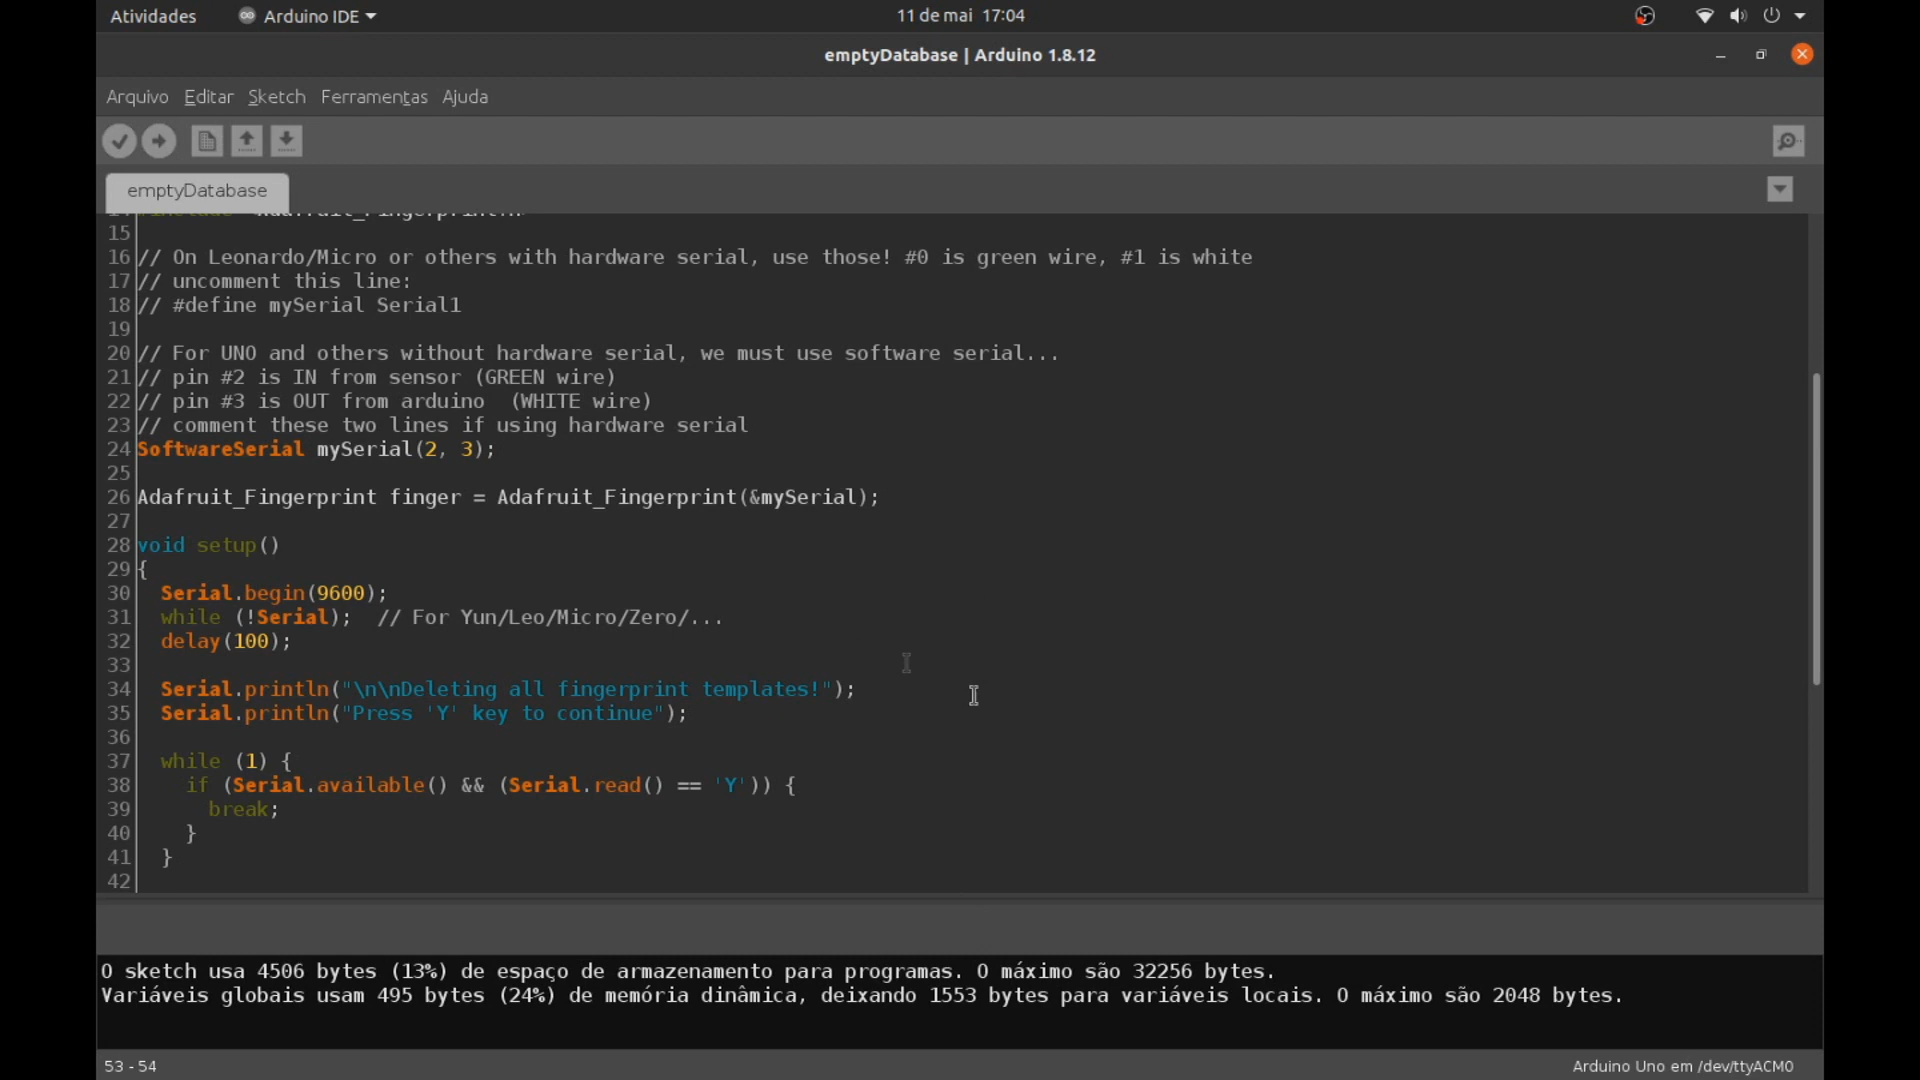 Atividades
Arduino IDE
11 de mai 17:04
emptyDatabase | Arduino 1.8.12
Arquivo Editar Sketch Ferramentas Ajuda
emptyDatabase
15
16 // On Leonardo/Micro or others with hardware serial, use those! #0 is green wire, #1 is white
17 // uncomment this line:
18 // #define mySerial Serial1
19
20 // For UNO and others without hardware serial, we must use software serial...
21 // pin #2 is IN from sensor (GREEN wire)
22 // pin #3 is OUT from arduino  (WHITE wire)
23 // comment these two lines if using hardware serial
24 SoftwareSerial mySerial(2, 3);
25
26 Adafruit_Fingerprint finger = Adafruit_Fingerprint(&mySerial);
27
28 void setup()
29 {
30   Serial.begin(9600);
31   while (!Serial);  // For Yun/Leo/Micro/Zero/...
32   delay(100);
33
34   Serial.println("\n\nDeleting all fingerprint templates!");
35   Serial.println("Press 'Y' key to continue");
36
37   while (1) {
38     if (Serial.available() && (Serial.read() == 'Y')) {
39       break;
40     }
41   }
42
O sketch usa 4506 bytes (13%) de espaço de armazenamento para programas. O máximo são 32256 bytes.
Variáveis globais usam 495 bytes (24%) de memória dinâmica, deixando 1553 bytes para variáveis locais. O máximo são 2048 bytes.
53 - 54
Arduino Uno em /dev/ttyACM0